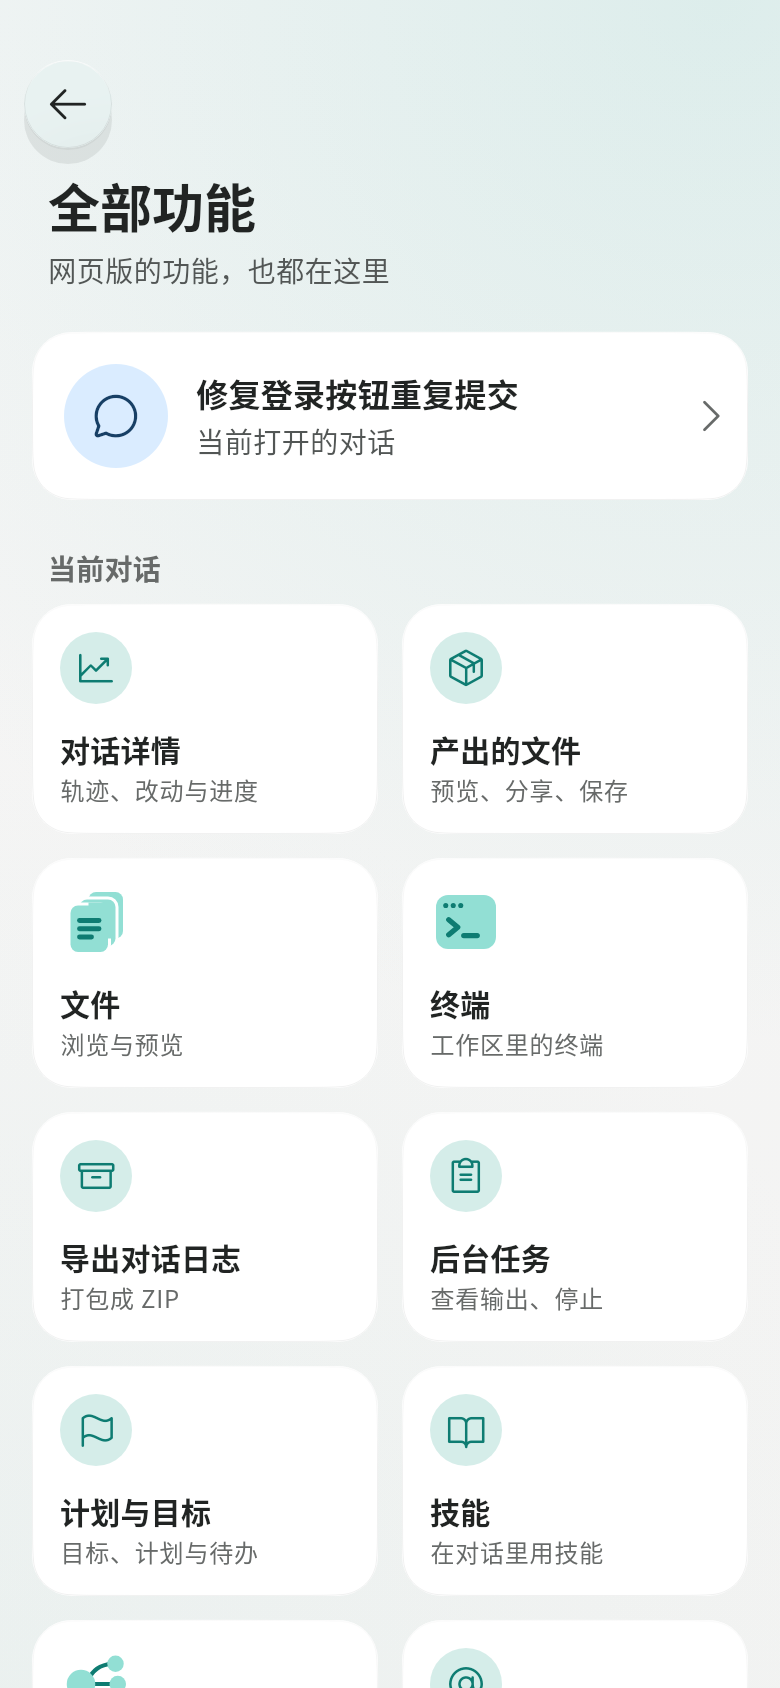 全部功能
网页版的功能，也都在这里
修复登录按钮重复提交
当前打开的对话
当前对话
对话详情
轨迹、改动与进度
产出的文件
预览、分享、保存
文件
浏览与预览
终端
工作区里的终端
导出对话日志
打包成 ZIP
后台任务
查看输出、停止
计划与目标
目标、计划与待办
技能
在对话里用技能